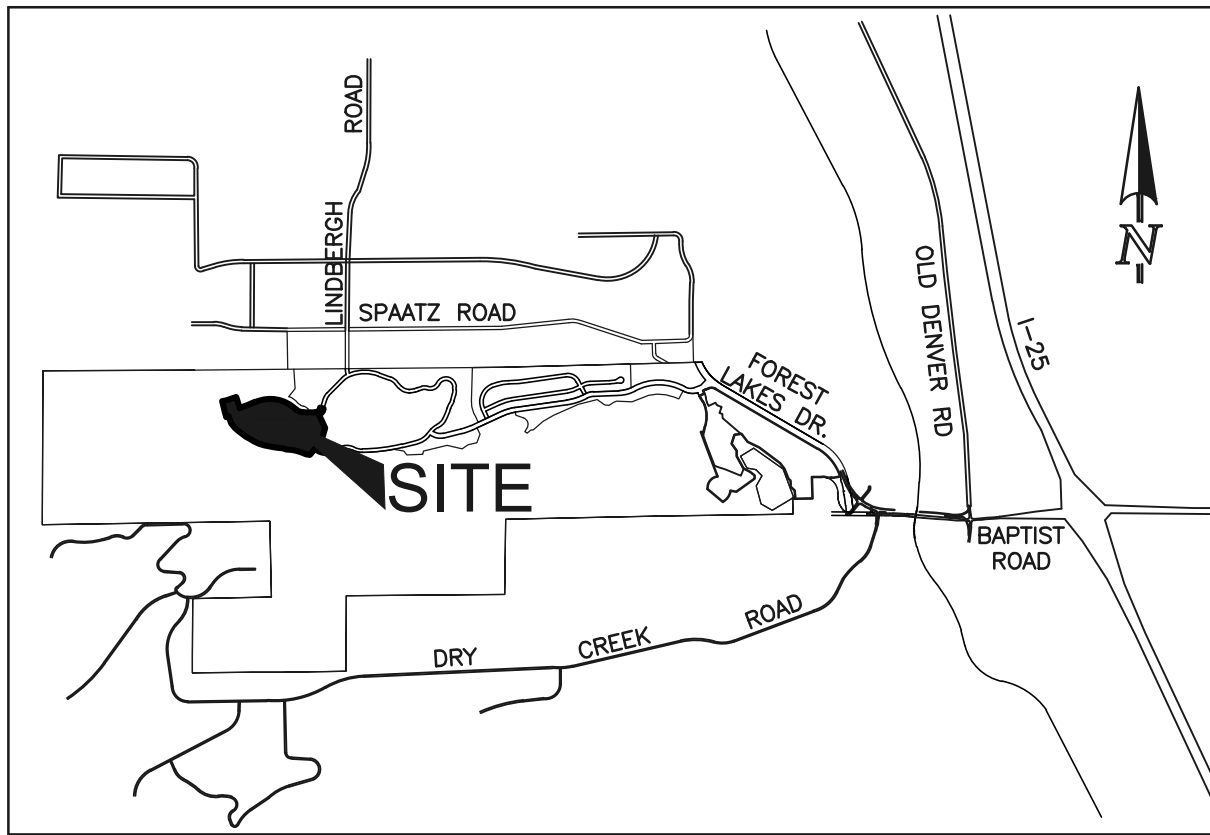 ROAD
LINDBERGH
SPAATZ ROAD
FOREST
LAKES DR.
OLD DENVER RD
I-25
N
SITE
BAPTIST
ROAD
DRY CREEK ROAD